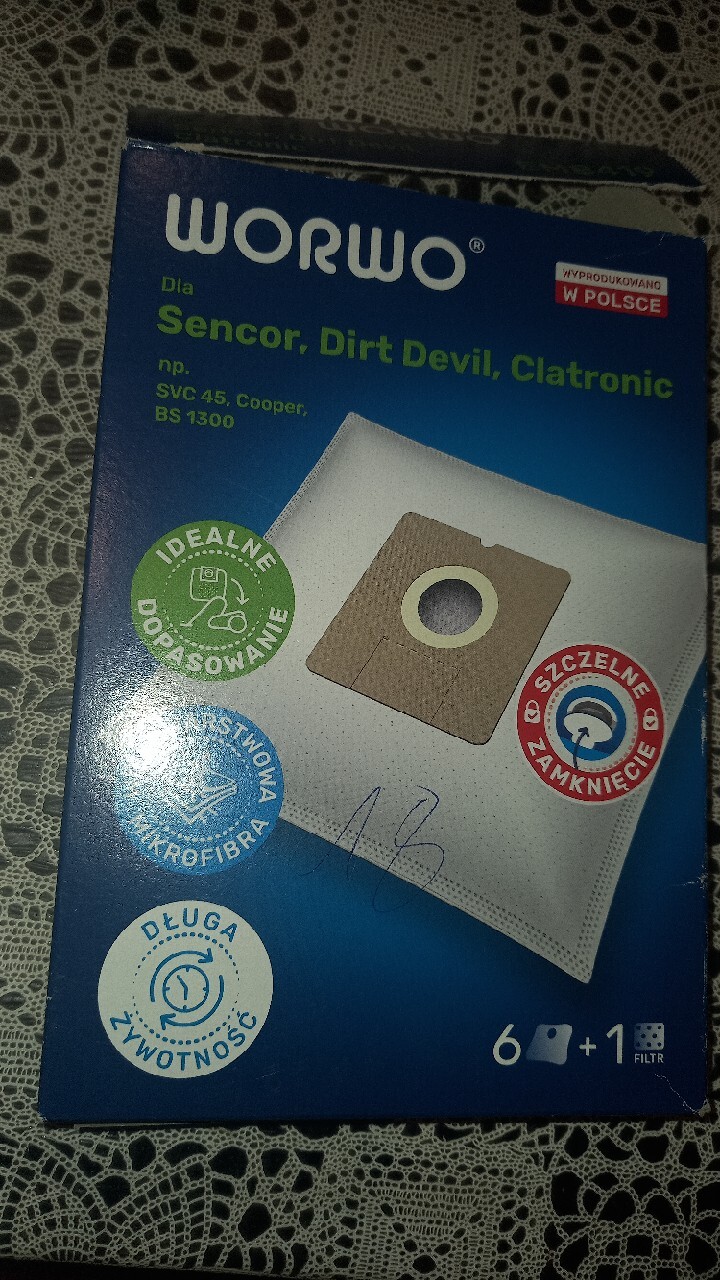 WORWO®
WYPRODUKOWANO
W POLSCE
Dla
Sencor, Dirt Devil, Clatronic
np.
SVC 45, Cooper,
BS 1300
IDEALNE
DOPASOWANIE
SZCZELNE
ZAMKNIĘCIE
MIKROFIBRA
DŁUGA
ŻYWOTNOŚĆ
6 + 1
FILTR